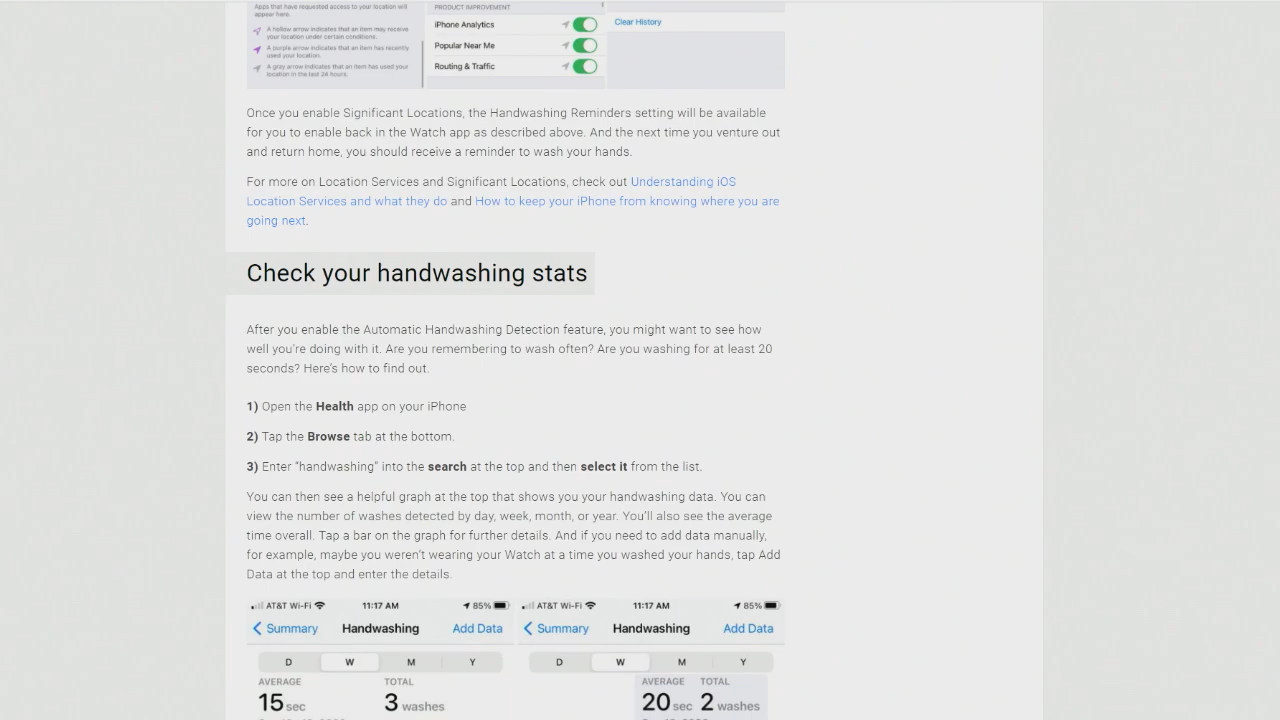 Apps that have requested access to your location will
appear here.
A hollow arrow indicates that an item may receive
your location under certain conditions.
A purple arrow indicates that an item has recently
used your location.
A gray arrow indicates that an item has used your
location in the last 24 hours.
PRODUCT IMPROVEMENT
iPhone Analytics
Popular Near Me
Routing & Traffic
Clear History
Once you enable Significant Locations, the Handwashing Reminders setting will be available
for you to enable back in the Watch app as described above. And the next time you venture out
and return home, you should receive a reminder to wash your hands.
For more on Location Services and Significant Locations, check out Understanding iOS
Location Services and what they do and How to keep your iPhone from knowing where you are
going next.
Check your handwashing stats
After you enable the Automatic Handwashing Detection feature, you might want to see how
well you're doing with it. Are you remembering to wash often? Are you washing for at least 20
seconds? Here's how to find out.
1) Open the Health app on your iPhone
2) Tap the Browse tab at the bottom.
3) Enter "handwashing" into the search at the top and then select it from the list.
You can then see a helpful graph at the top that shows you your handwashing data. You can
view the number of washes detected by day, week, month, or year. You'll also see the average
time overall. Tap a bar on the graph for further details. And if you need to add data manually,
for example, maybe you weren't wearing your Watch at a time you washed your hands, tap Add
Data at the top and enter the details.
AT&T Wi-Fi 11:17 AM 85%
Summary Handwashing Add Data
D W M Y
AVERAGE TOTAL
15 sec 3 washes
AT&T Wi-Fi 11:17 AM 85%
Summary Handwashing Add Data
D W M Y
AVERAGE TOTAL
20 sec 2 washes